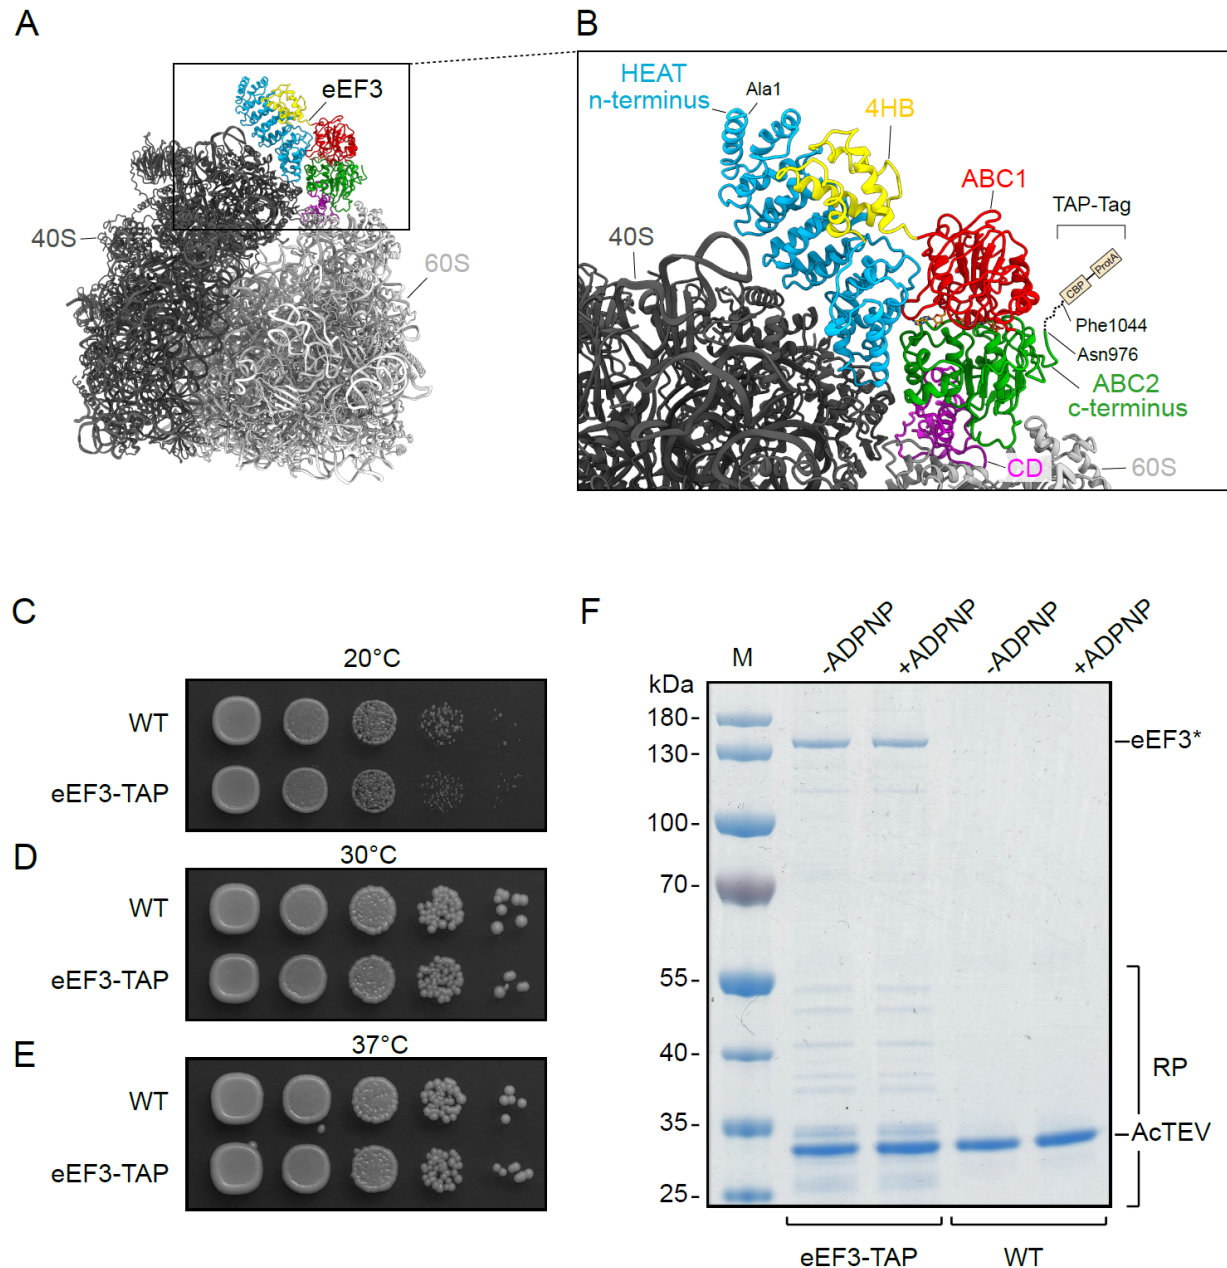 A
eEF3
40S
60S
B
HEAT
n-terminus
Ala1
4HB
ABC1
TAP-Tag
CBP
ProtA
40S
Phe1044
Asn976
ABC2
c-terminus
CD
60S
C
20°C
WT
eEF3-TAP
D
30°C
WT
eEF3-TAP
E
37°C
WT
eEF3-TAP
F
M
-ADPNP
+ADPNP
-ADPNP
+ADPNP
kDa
180-
130-
100-
70-
55-
40-
35-
25-
eEF3*
RP
AcTEV
eEF3-TAP
WT